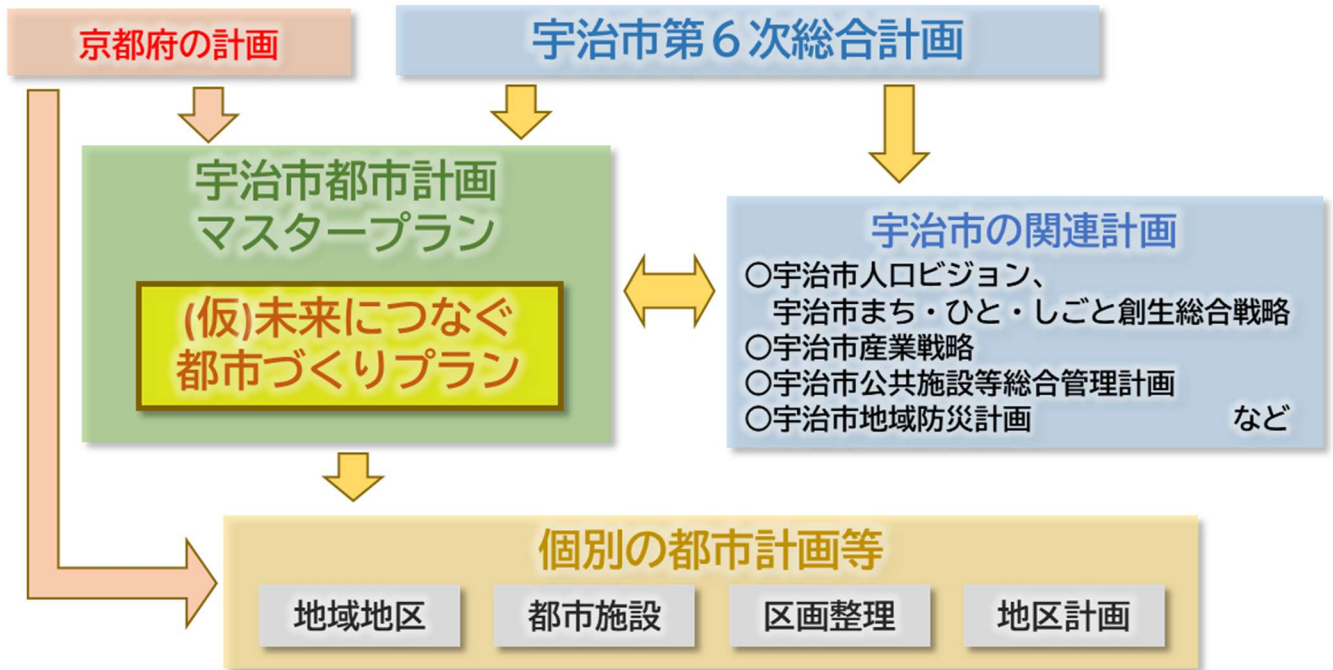 京都府の計画
宇治市第６次総合計画
宇治市都市計画
マスタープラン
(仮)未来につなぐ
都市づくりプラン
宇治市の関連計画
○宇治市人口ビジョン、
宇治市まち・ひと・しごと創生総合戦略
○宇治市産業戦略
○宇治市公共施設等総合管理計画
○宇治市地域防災計画　など
個別の都市計画等
地域地区
都市施設
区画整理
地区計画